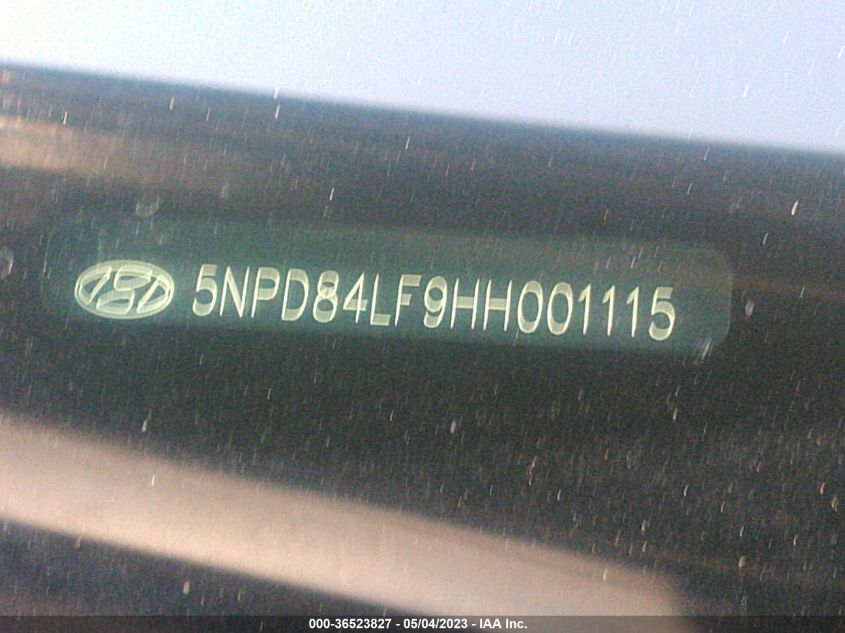 5NPD84LF9HH001115
000-36523827 - 05/04/2023 - IAA Inc.